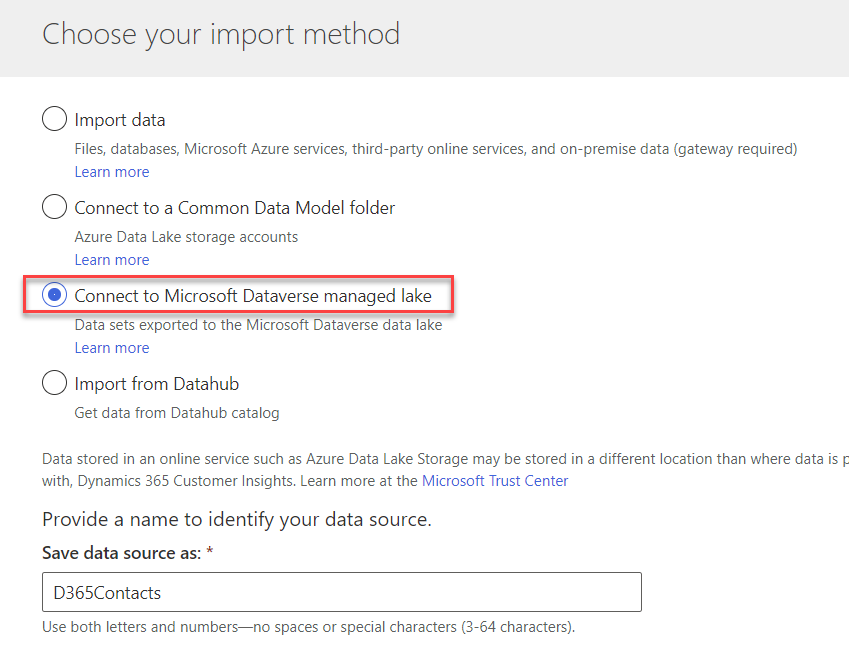 Choose your import method
Import data
Files, databases, Microsoft Azure services, third-party online services, and on-premise data (gateway required)
Learn more
Connect to a Common Data Model folder
Azure Data Lake storage accounts
Learn more
Connect to Microsoft Dataverse managed lake
Data sets exported to the Microsoft Dataverse data lake
Learn more
Import from Datahub
Get data from Datahub catalog
Data stored in an online service such as Azure Data Lake Storage may be stored in a different location than where data is
with, Dynamics 365 Customer Insights. Learn more at the Microsoft Trust Center
Provide a name to identify your data source.
Save data source as: *
D365Contacts
Use both letters and numbers—no spaces or special characters (3-64 characters).